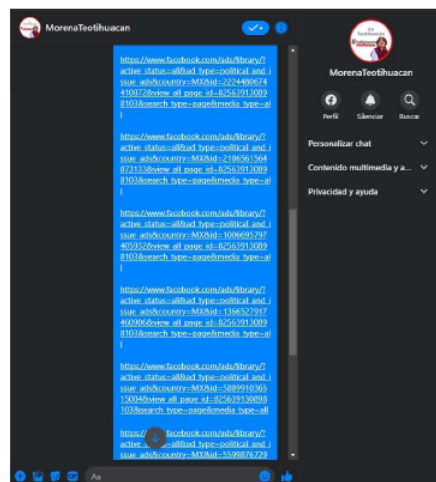 MorenaTeotihuacan
https://www.facebook.com/ads/library/?
active_status=all&ad_type=political_and_i
ssue_ads&country=MX&id=2224480674
410872&view_all_page_id=82563913089
8103&search_type=page&media_type=al
l
https://www.facebook.com/ads/library/?
active_status=all&ad_type=political_and_i
ssue_ads&country=MX&id=2186561564
873133&view_all_page_id=82563913089
8103&search_type=page&media_type=al
l
https://www.facebook.com/ads/library/?
active_status=all&ad_type=political_and_i
ssue_ads&country=MX&id=1006695797
405932&view_all_page_id=82563913089
8103&search_type=page&media_type=al
l
https://www.facebook.com/ads/library/?
active_status=all&ad_type=political_and_i
ssue_ads&country=MX&id=1366527917
460906&view_all_page_id=82563913089
8103&search_type=page&media_type=al
l
https://www.facebook.com/ads/library/?
active_status=all&ad_type=political_and_i
ssue_ads&country=MX&id=5889910365
15004&view_all_page_id=825639130898
103&search_type=page&media_type=all
facebook.com/ads/library/?
ad_type=political_and_i
ssue_ads&country=MX&id=5599876729
Aa
MorenaTeotihuacan
Perfil Silenciar Buscar
Personalizar chat
Contenido multimedia y a...
Privacidad y ayuda